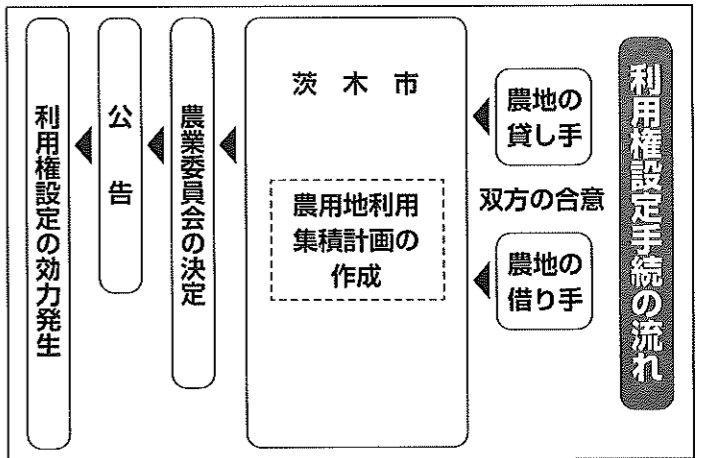 利用権設定手続の流れ
農地の
貸し手
双方の合意
農地の
借り手
茨木市
農用地利用
集積計画の
作成
農業委員会の決定
公告
利用権設定の効力発生